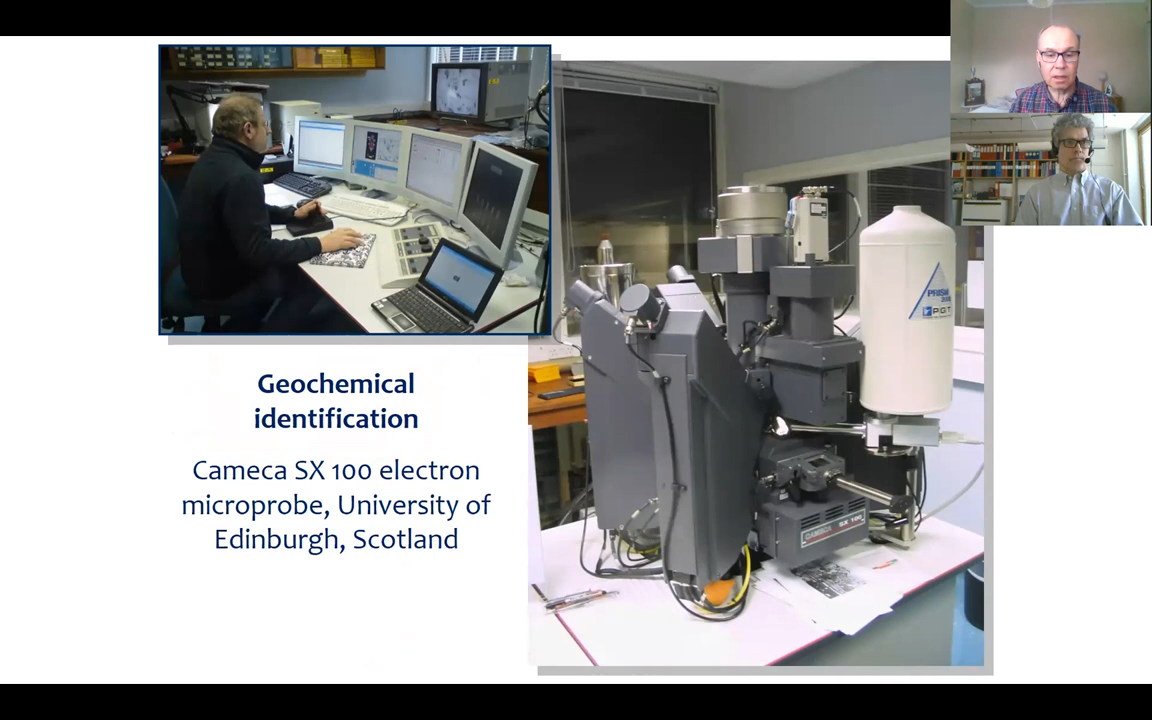 Geochemical
identification
Cameca SX 100 electron
microprobe, University of
Edinburgh, Scotland
PRISM
PGT
CAMECA SX 100